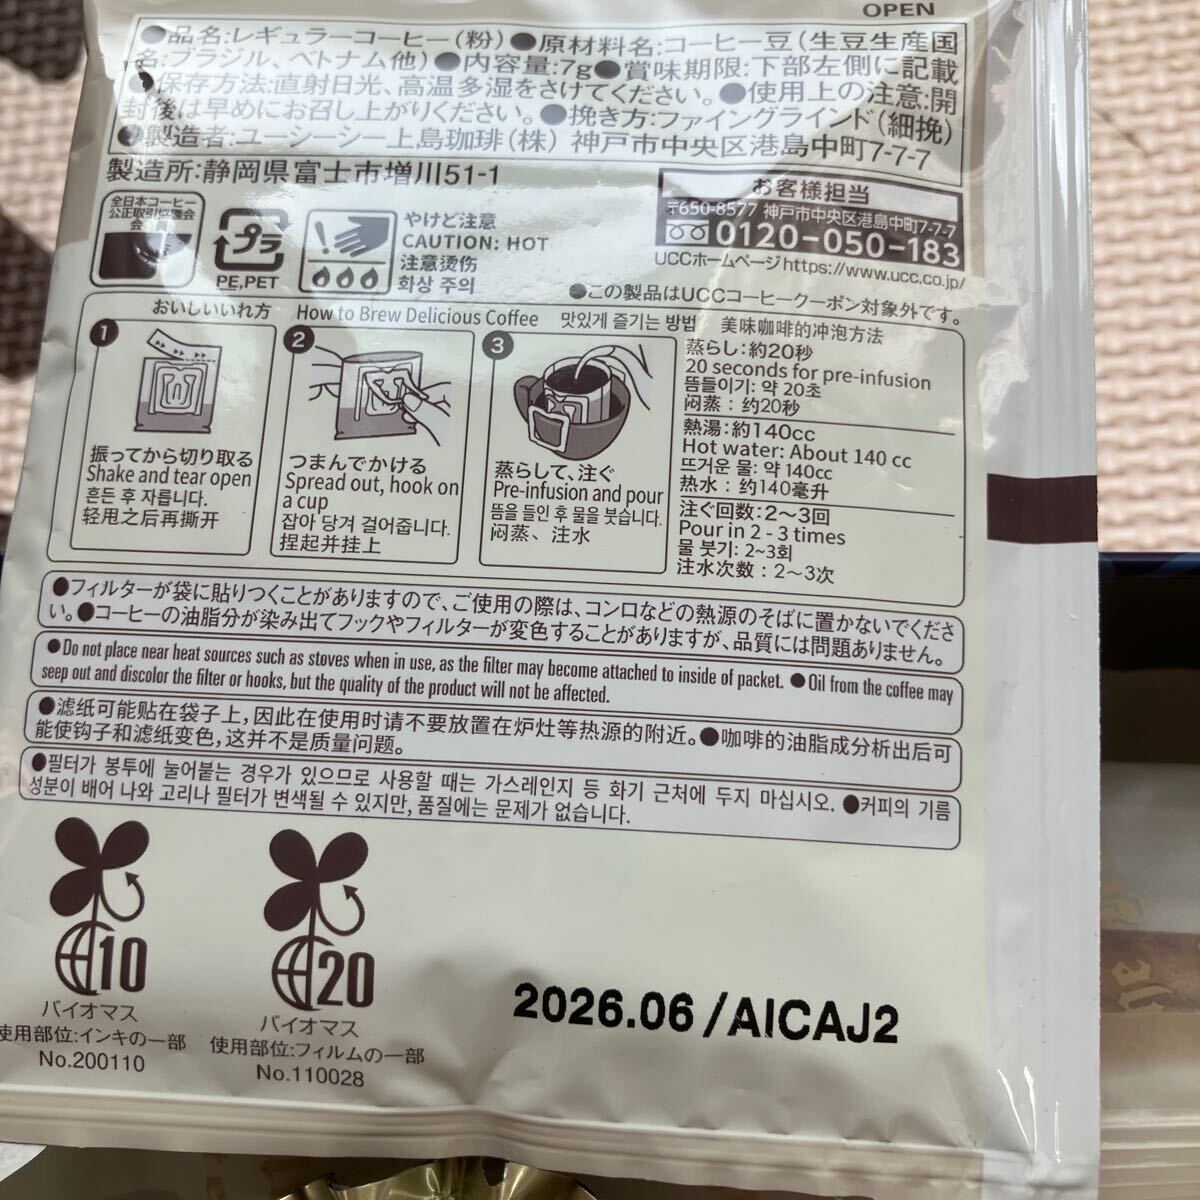 OPEN
●品名:レギュラーコーヒー(粉)●原材料名:コーヒー豆(生豆生産国
名:ブラジル、ベトナム他)●内容量:7g●賞味期限:下部左側に記載
●保存方法:直射日光、高温多湿をさけてください。●使用上の注意:開
封後は早めにお召し上がりください。●挽き方:ファイングラインド(細挽)
●製造者:ユーシーシー上島珈琲(株) 神戸市中央区港島中町7-7-7
製造所:静岡県富士市増川51-1
全日本コーヒー
公正取引協議会
会員
プラ
PE,PET
やけど注意
CAUTION: HOT
注意烫伤
화상 주의
お客様担当
〒650-8577 神戸市中央区港島中町7-7-7
0120-050-183
UCCホームページhttps://www.ucc.co.jp/
●この製品はUCCコーヒークーポン対象外です。
おいしいいれ方 How to Brew Delicious Coffee 맛있게 즐기는 방법 美味咖啡的冲泡方法
1
振ってから切り取る
Shake and tear open
흔든 후 자릅니다.
轻甩之后再撕开
2
つまんでかける
Spread out, hook on
a cup
잡아 당겨 걸어줍니다.
捏起并挂上
3
蒸らして、注ぐ
Pre-infusion and pour
뜸을 들인 후 물을 붓습니다.
闷蒸、注水
蒸らし:約20秒
20 seconds for pre-infusion
뜸들이기: 약 20초
闷蒸：约20秒
熱湯:約140cc
Hot water: About 140 cc
뜨거운 물: 약 140cc
热水：约140毫升
注ぐ回数:2～3回
Pour in 2 - 3 times
물 붓기: 2~3회
注水次数：2～3次
●フィルターが袋に貼りつくことがありますので、ご使用の際は、コンロなどの熱源のそばに置かないでくださ
い。●コーヒーの油脂分が染み出てフックやフィルターが変色することがありますが、品質には問題ありません。
●Do not place near heat sources such as stoves when in use, as the filter may become attached to inside of packet. ●Oil from the coffee may
seep out and discolor the filter or hooks, but the quality of the product will not be affected.
●滤纸可能贴在袋子上，因此在使用时请不要放置在炉灶等热源的附近。●咖啡的油脂成分析出后可
能使钩子和滤纸变色，这并不是质量问题。
●필터가 봉투에 눌어붙는 경우가 있으므로 사용할 때는 가스레인지 등 화기 근처에 두지 마십시오. ●커피의 기름
성분이 배어 나와 고리나 필터가 변색될 수 있지만, 품질에는 문제가 없습니다.
10
バイオマス
使用部位:インキの一部
No.200110
20
バイオマス
使用部位:フィルムの一部
No.110028
2026.06/AICAJ2